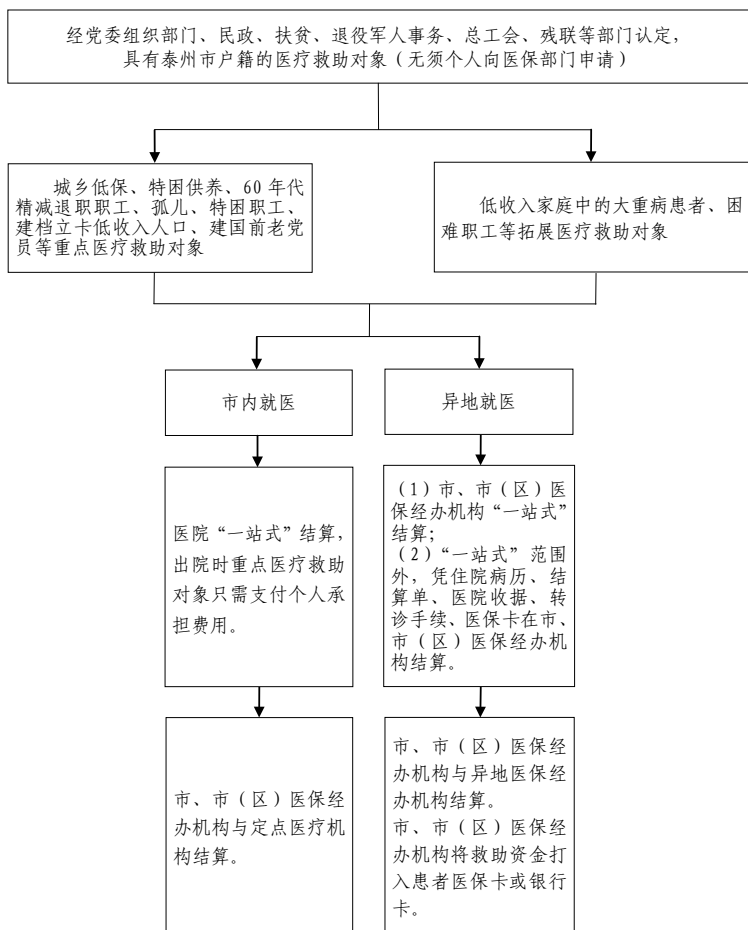 经党委组织部门、民政、扶贫、退役军人事务、总工会、残联等部门认定，
具有泰州市户籍的医疗救助对象（无须个人向医保部门申请）
城乡低保、特困供养、60 年代
精减退职职工、孤儿、特困职工、
建档立卡低收入人口、建国前老党
员等重点医疗救助对象
低收入家庭中的大重病患者、困
难职工等拓展医疗救助对象
市内就医
异地就医
医院“一站式”结算，
出院时重点医疗救助
对象只需支付个人承
担费用。
（1）市、市（区）医
保经办机构“一站式”
结算；
（2）“一站式”范围
外，凭住院病历、结
算单、医院收据、转
诊手续、医保卡在市、
市（区）医保经办机
构结算。
市、市（区）医保经
办机构与定点医疗机
构结算。
市、市（区）医保经
办机构与异地医保经
办机构结算。
市、市（区）医保经
办机构将救助资金打
入患者医保卡或银行
卡。